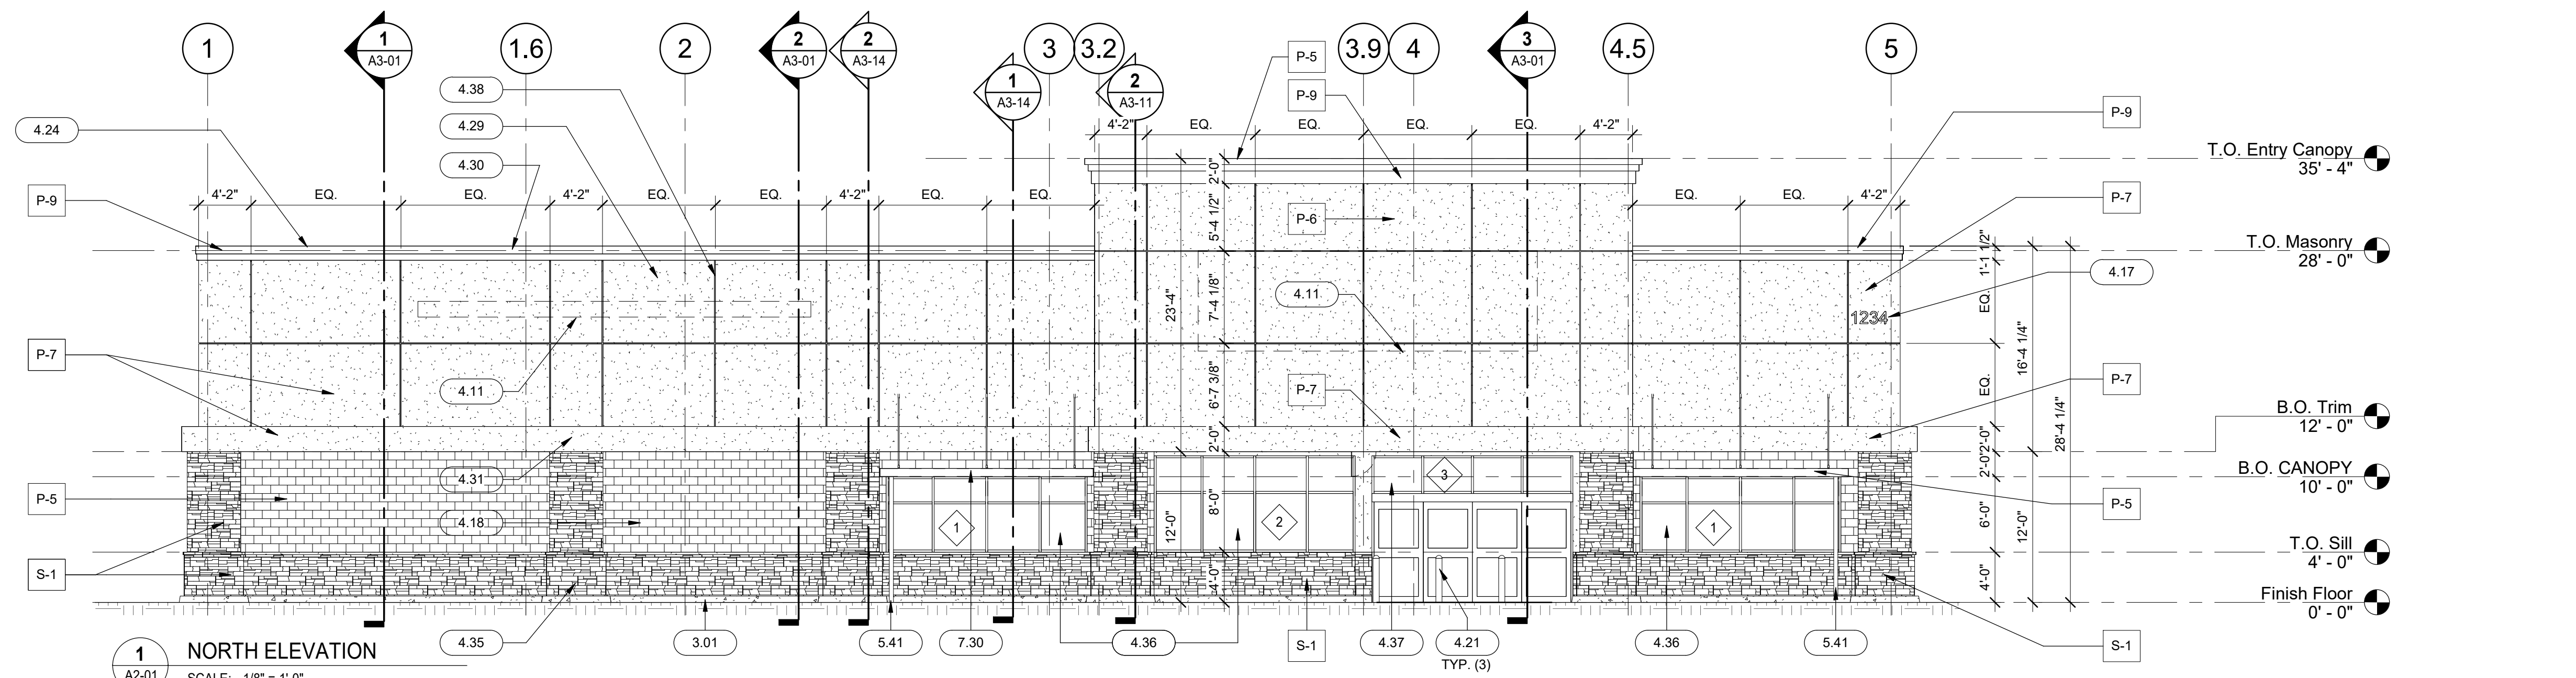 1
1
A3-01
1.6
2
2
A3-01
2
A3-14
1
A3-14
3
3.2
2
A3-11
3.9
4
3
A3-01
4.5
5
P-5
P-9
4.38
4.29
4.30
4.24
P-9
4'-2"
EQ.
EQ.
EQ.
EQ.
4'-2"
P-9
T.O. Entry Canopy
35' - 4"
P-9
4'-2"
EQ.
EQ.
4'-2"
EQ.
EQ.
4'-2"
EQ.
EQ.
EQ.
EQ.
4'-2"
P-7
2'-0"
5'-4 1/2"
P-6
T.O. Masonry
28' - 0"
1'-1 1/2"
4.17
23'-4"
7'-4 1/8"
4.11
EQ.
1234
16'-4 1/4"
P-7
4.11
6'-7 3/8"
P-7
EQ.
P-7
B.O. Trim
12' - 0"
2'-0"
2'-0"
28'-4 1/4"
4.31
3
2'-0"
B.O. CANOPY
10' - 0"
P-5
4.18
1
12'-0"
8'-0"
2
1
6'-0"
12'-0"
P-5
T.O. Sill
4' - 0"
S-1
4'-0"
4'-0"
Finish Floor
0' - 0"
4.35
3.01
5.41
7.30
4.36
S-1
4.37
4.21
TYP. (3)
4.36
5.41
S-1
1
A2-01
NORTH ELEVATION
SCALE: 1/8" = 1'-0"